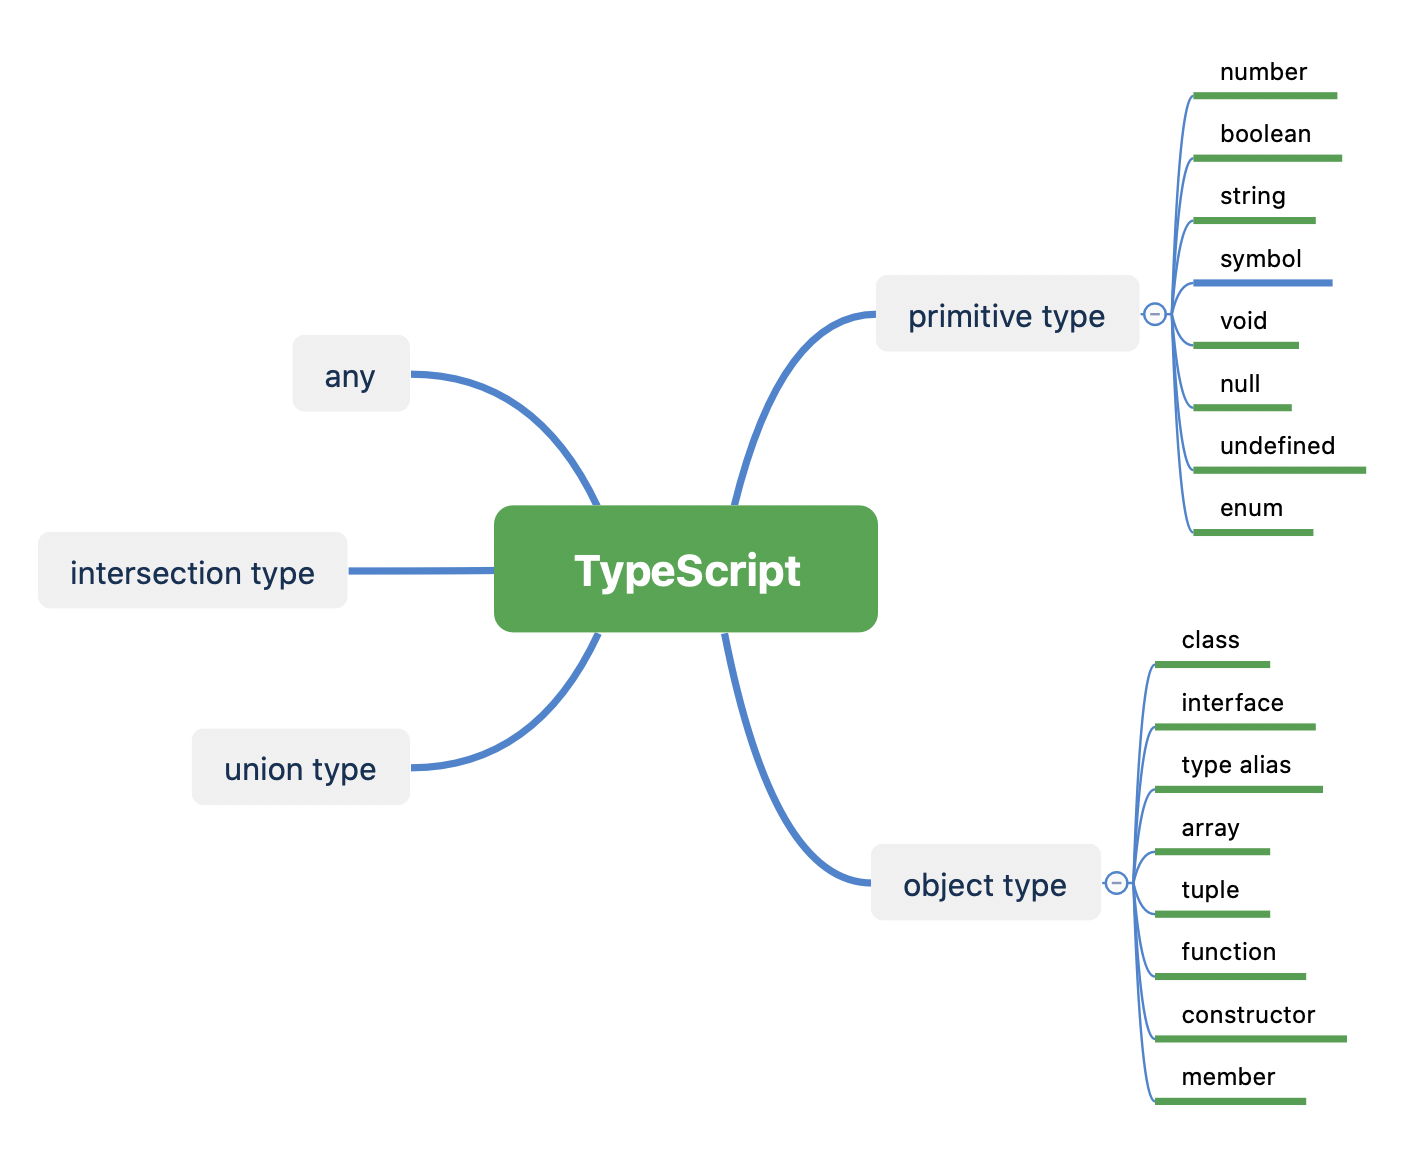 TypeScript
primitive type
number
boolean
string
symbol
void
null
undefined
enum
object type
class
interface
type alias
array
tuple
function
constructor
member
any
intersection type
union type